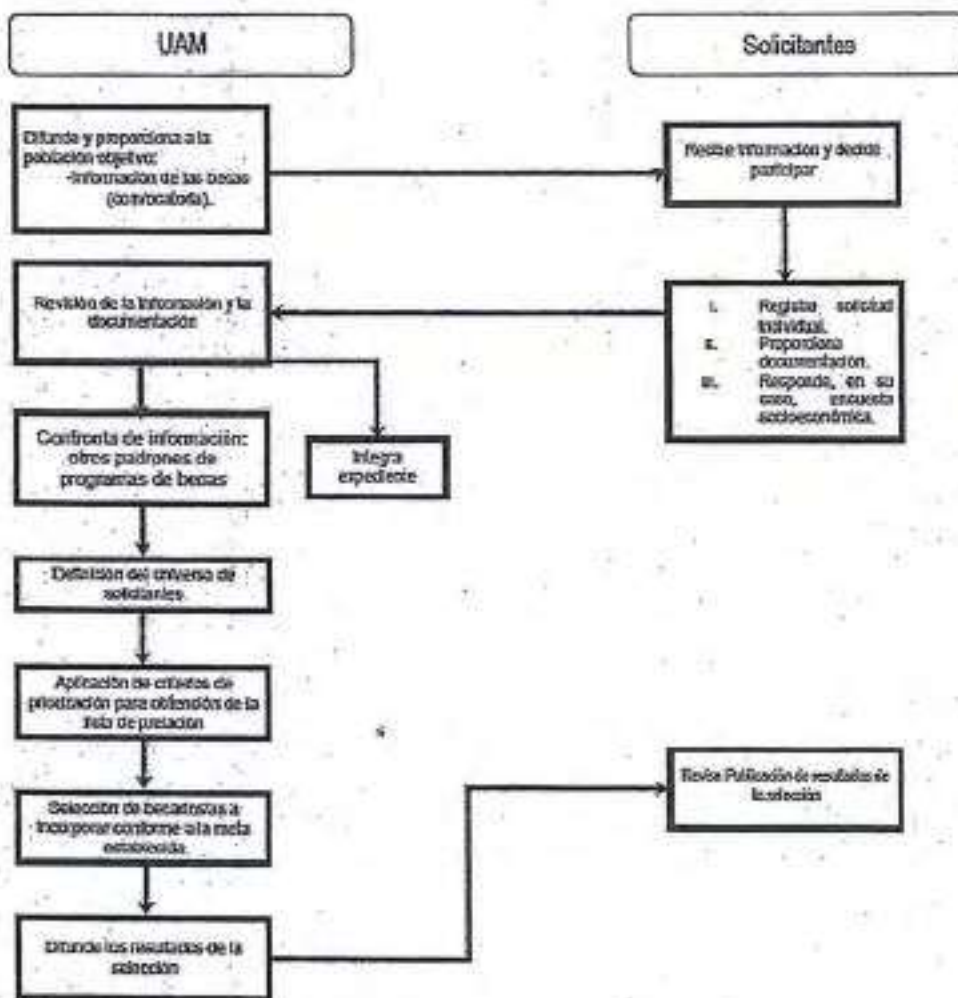 UAM
Solicitantes
Difunde y proporciona a la
población objetivo:
-Información de las becas
(convocatoria).
Recibe información y decide
participar
Revisión de la información y la
documentación
I. Registra solicitud
individual.
II. Proporciona
documentación.
III. Responde, en su
caso, encuesta
socioeconómica.
Confronta de información:
otros padrones de
programas de becas
Integra
expediente
Definición del universo de
solicitantes
Aplicación de criterios de
priorización para obtención de la
lista de prelación
Selección de becarios/as a
incorporar conforme a la meta
establecida
Revisa Publicación de resultados de
la selección
Difunde los resultados de la
selección